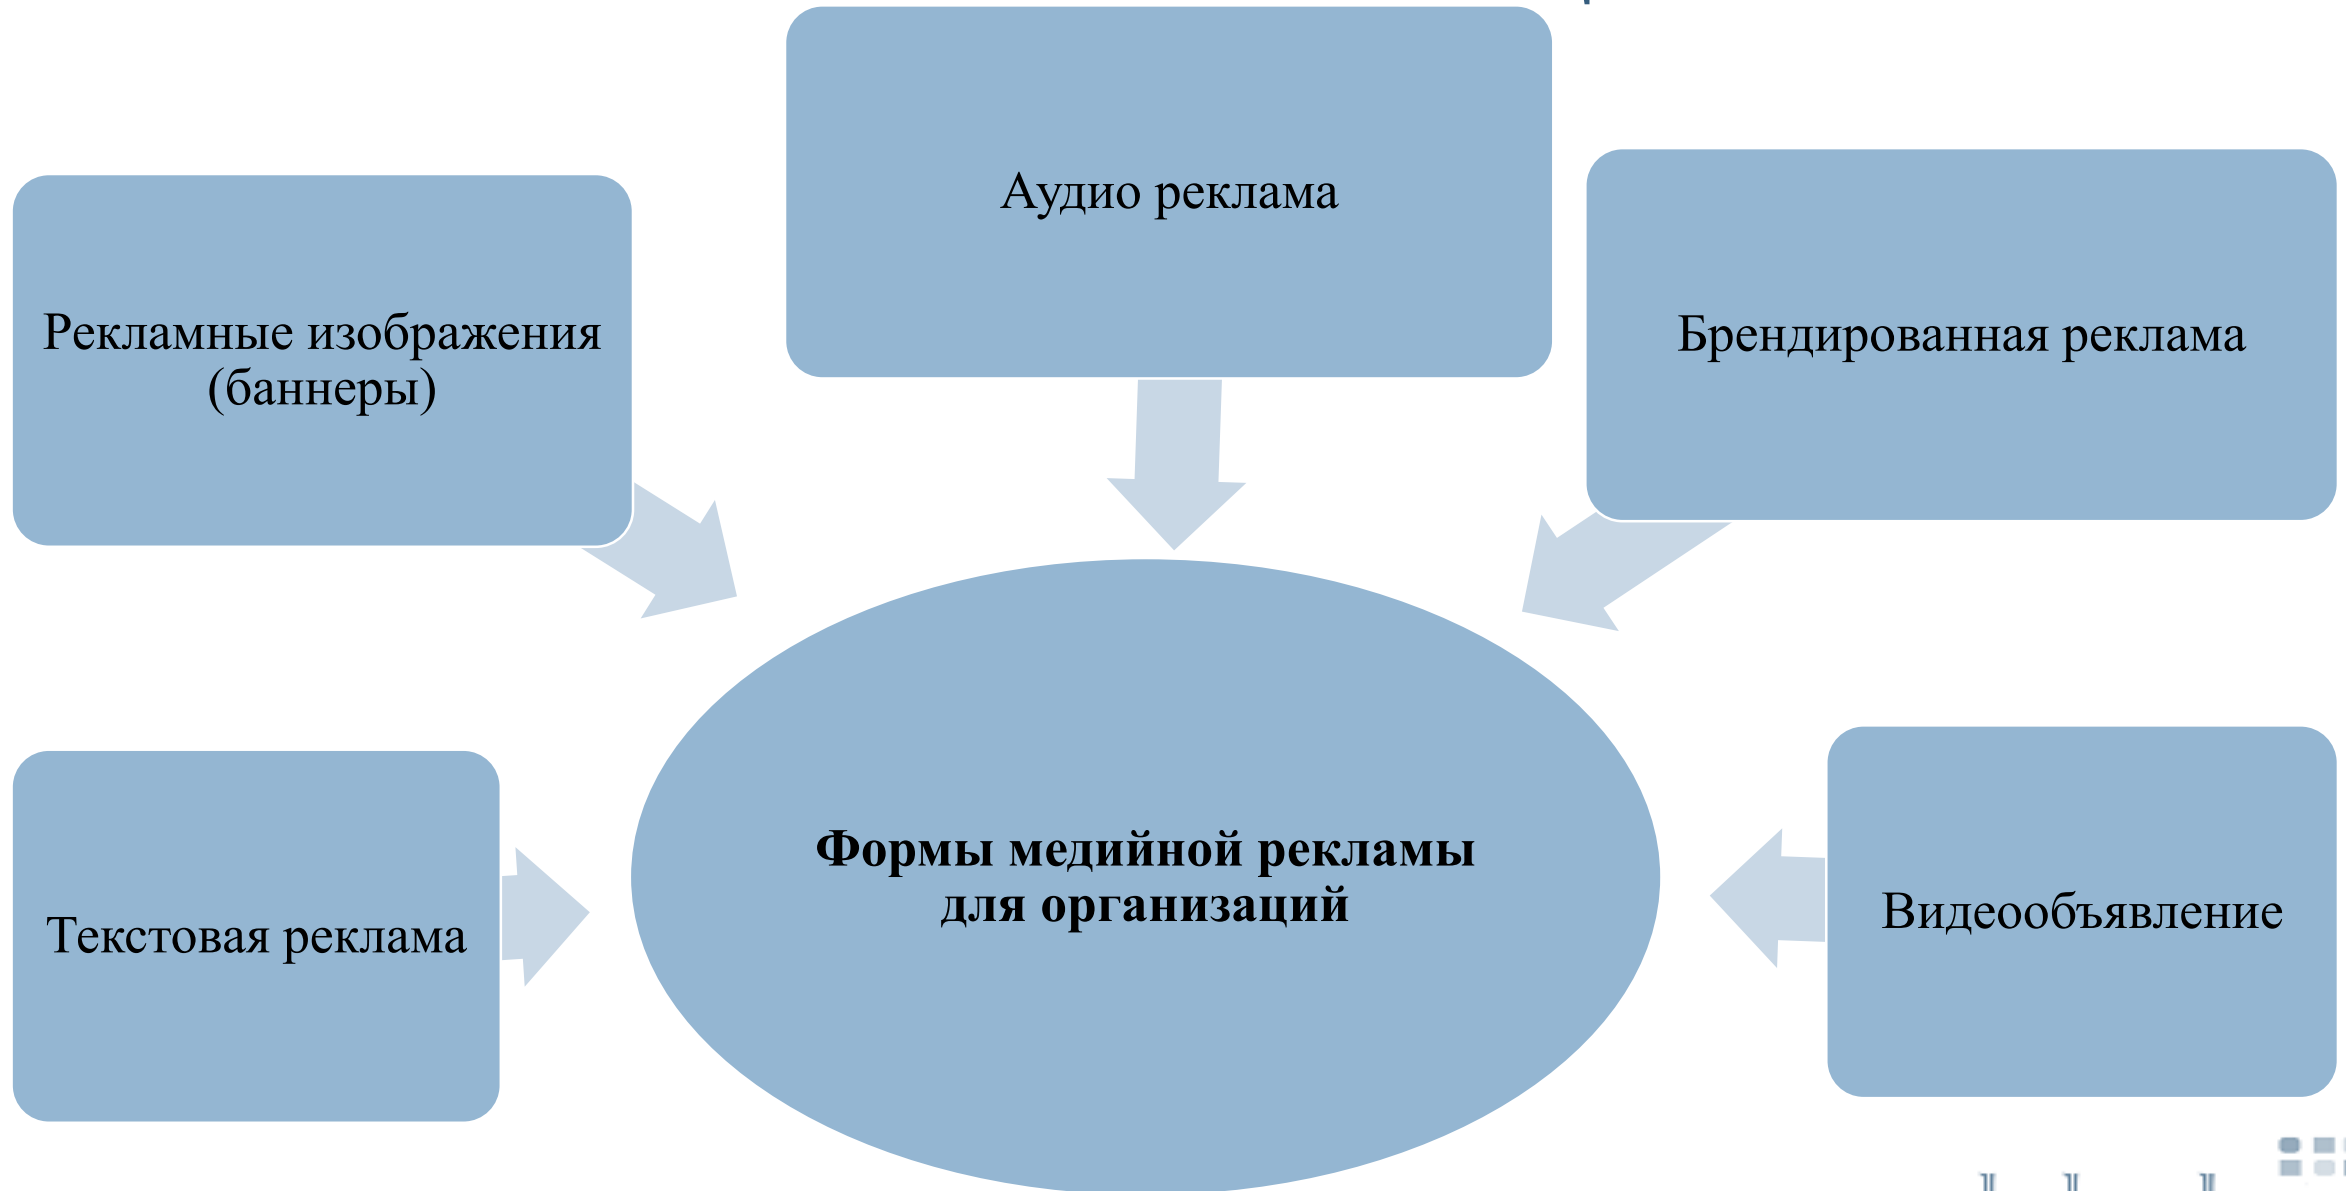 Аудио реклама
Рекламные изображения
(баннеры)
Брендированная реклама
Формы медийной рекламы
для организаций
Текстовая реклама
Видеообъявление